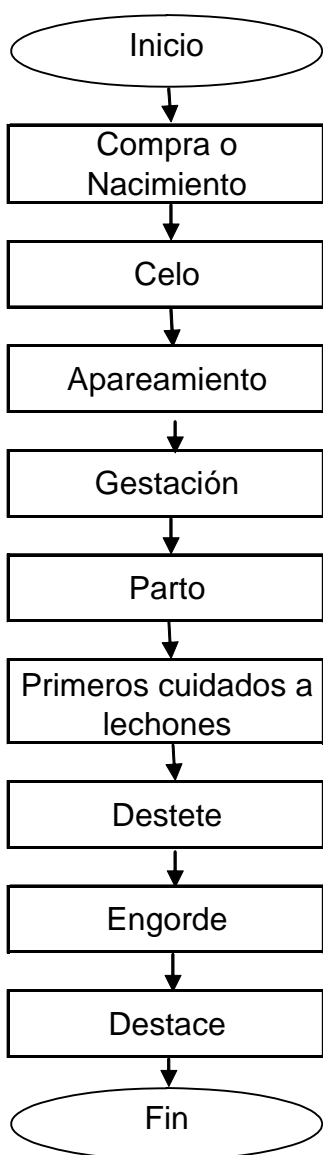 Inicio
Compra o
Nacimiento
Celo
Apareamiento
Gestación
Parto
Primeros cuidados a
lechones
Destete
Engorde
Destace
Fin